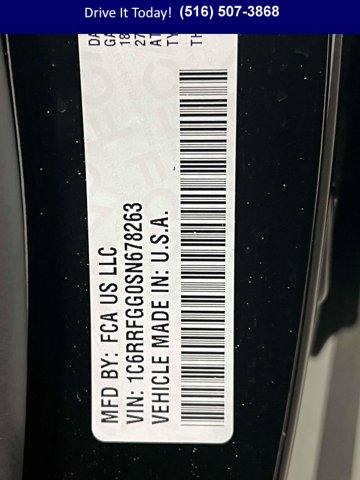 Drive It Today! (516) 507-3868
MFD BY: FCA US LLC
VIN: 1C6RRFGG0SN678263
VEHICLE MADE IN: U.S.A.